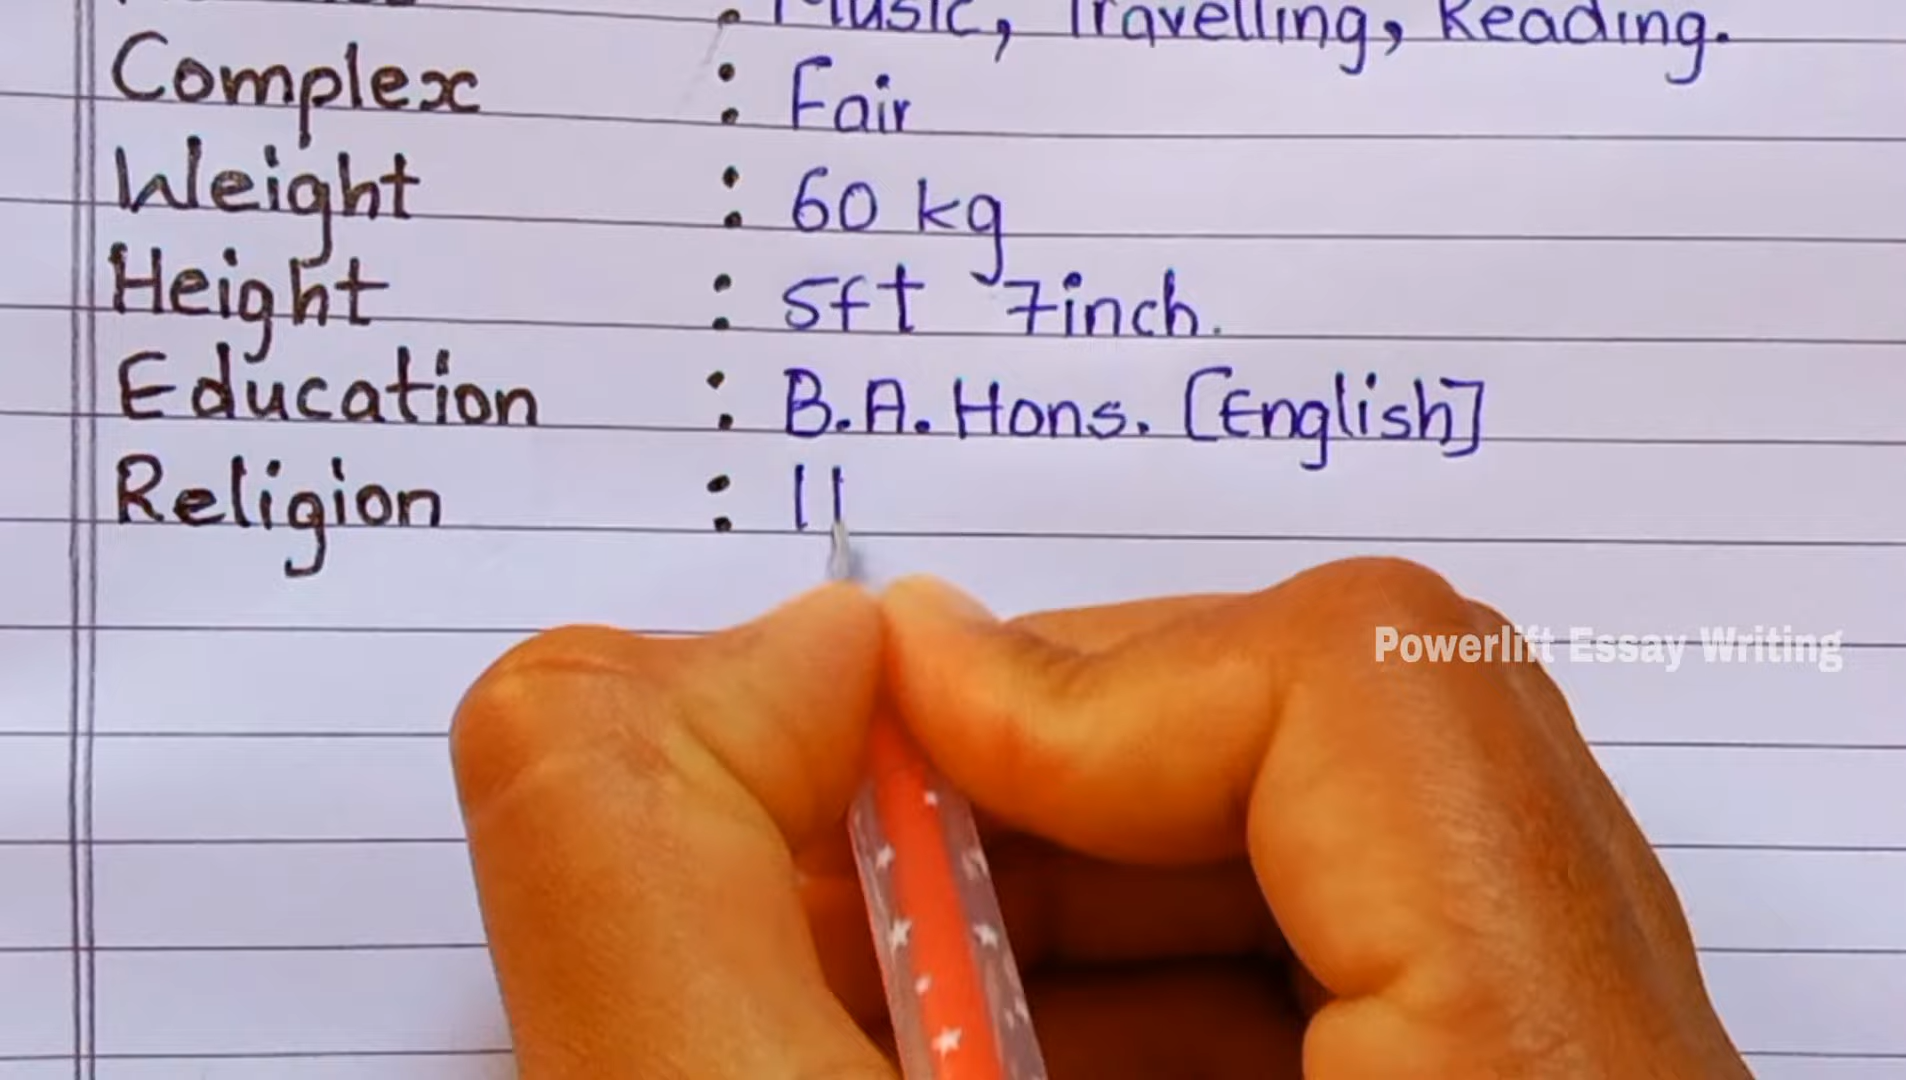 : Music, Travelling, Reading.
Complex : Fair
Weight : 60 kg
Height : 5ft 7inch.
Education : B.A. Hons. [English]
Religion :
Powerlift Essay Writing